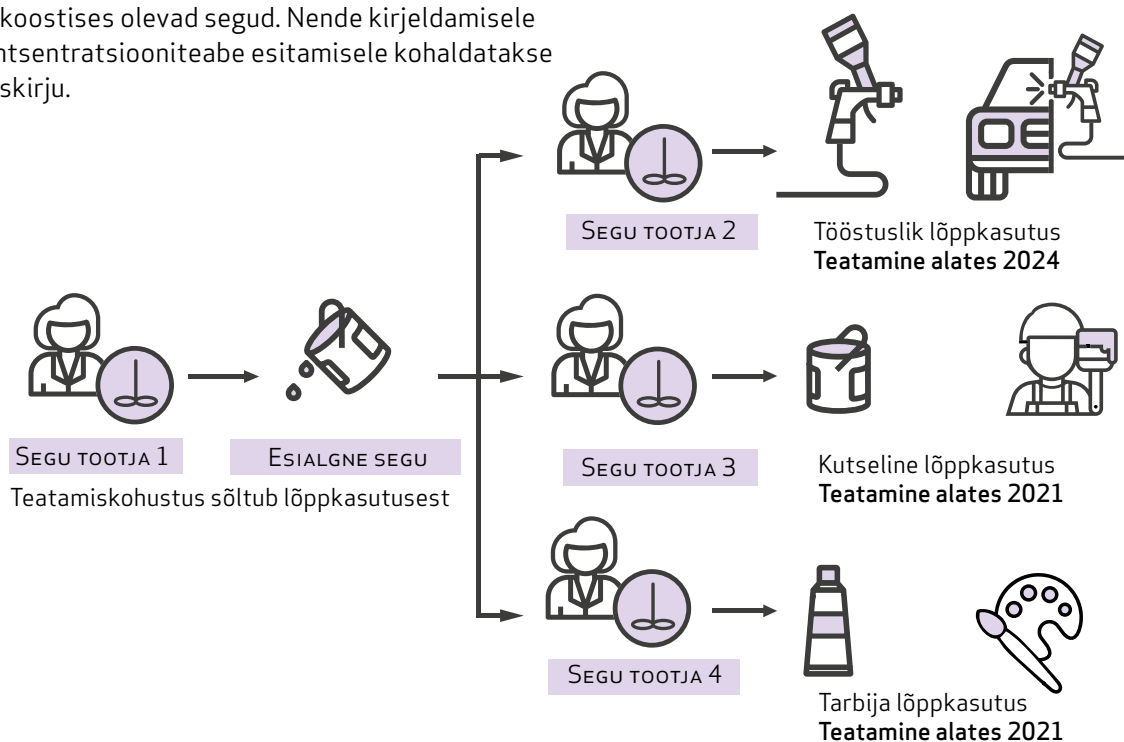 koostises olevad segud. Nende kirjeldamisele
ntsentratsiooniteabe esitamisele kohaldatakse
skirju.
SEGU TOOTJA 2
Tööstuslik lõppkasutus
Teatamine alates 2024
SEGU TOOTJA 1
ESIALGNE SEGU
Teatamiskohustus sõltub lõppkasutusest
SEGU TOOTJA 3
Kutseline lõppkasutus
Teatamine alates 2021
SEGU TOOTJA 4
Tarbija lõppkasutus
Teatamine alates 2021